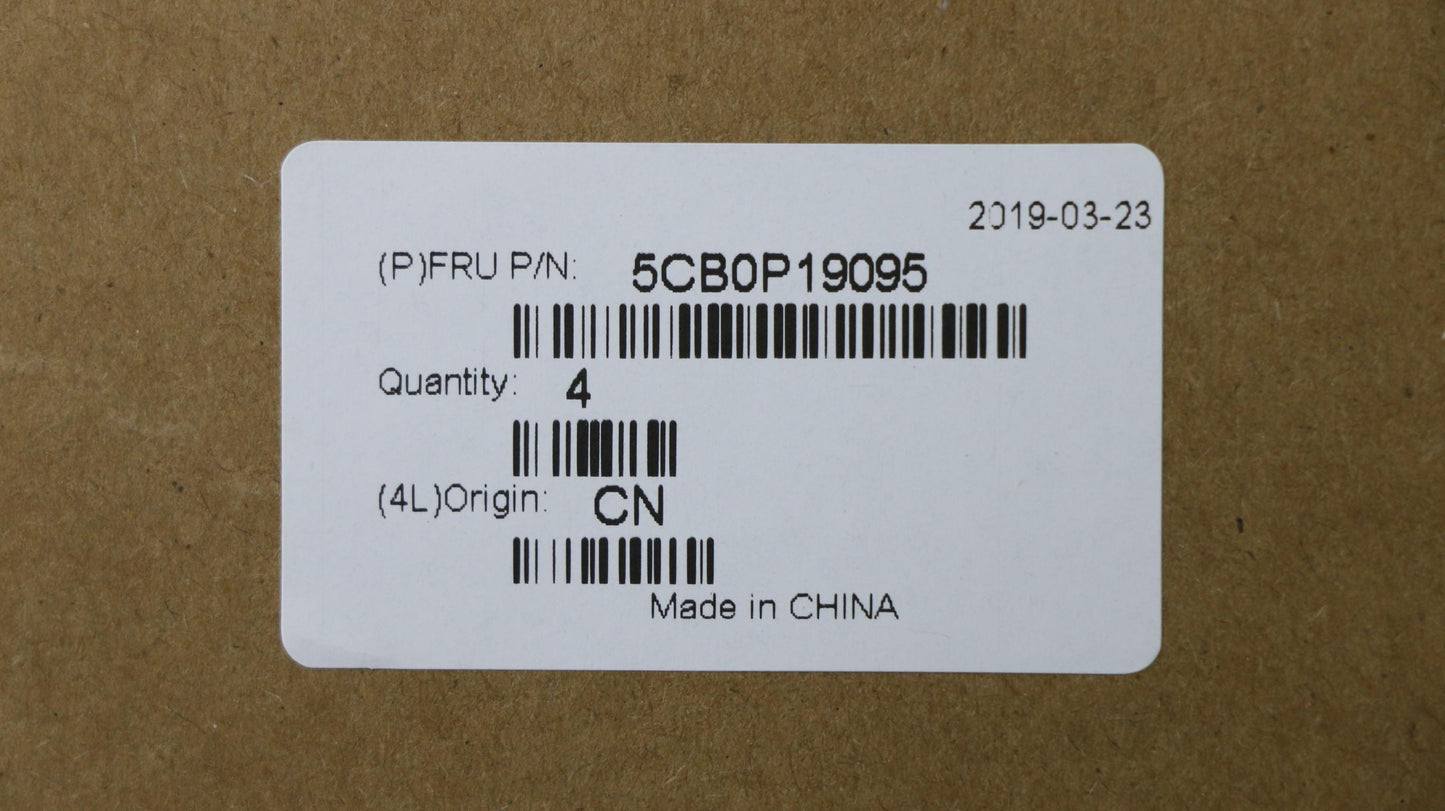 2019-03-23
(P)FRU P/N: 5CB0P19095
Quantity: 4
(4L)Origin: CN
Made in CHINA